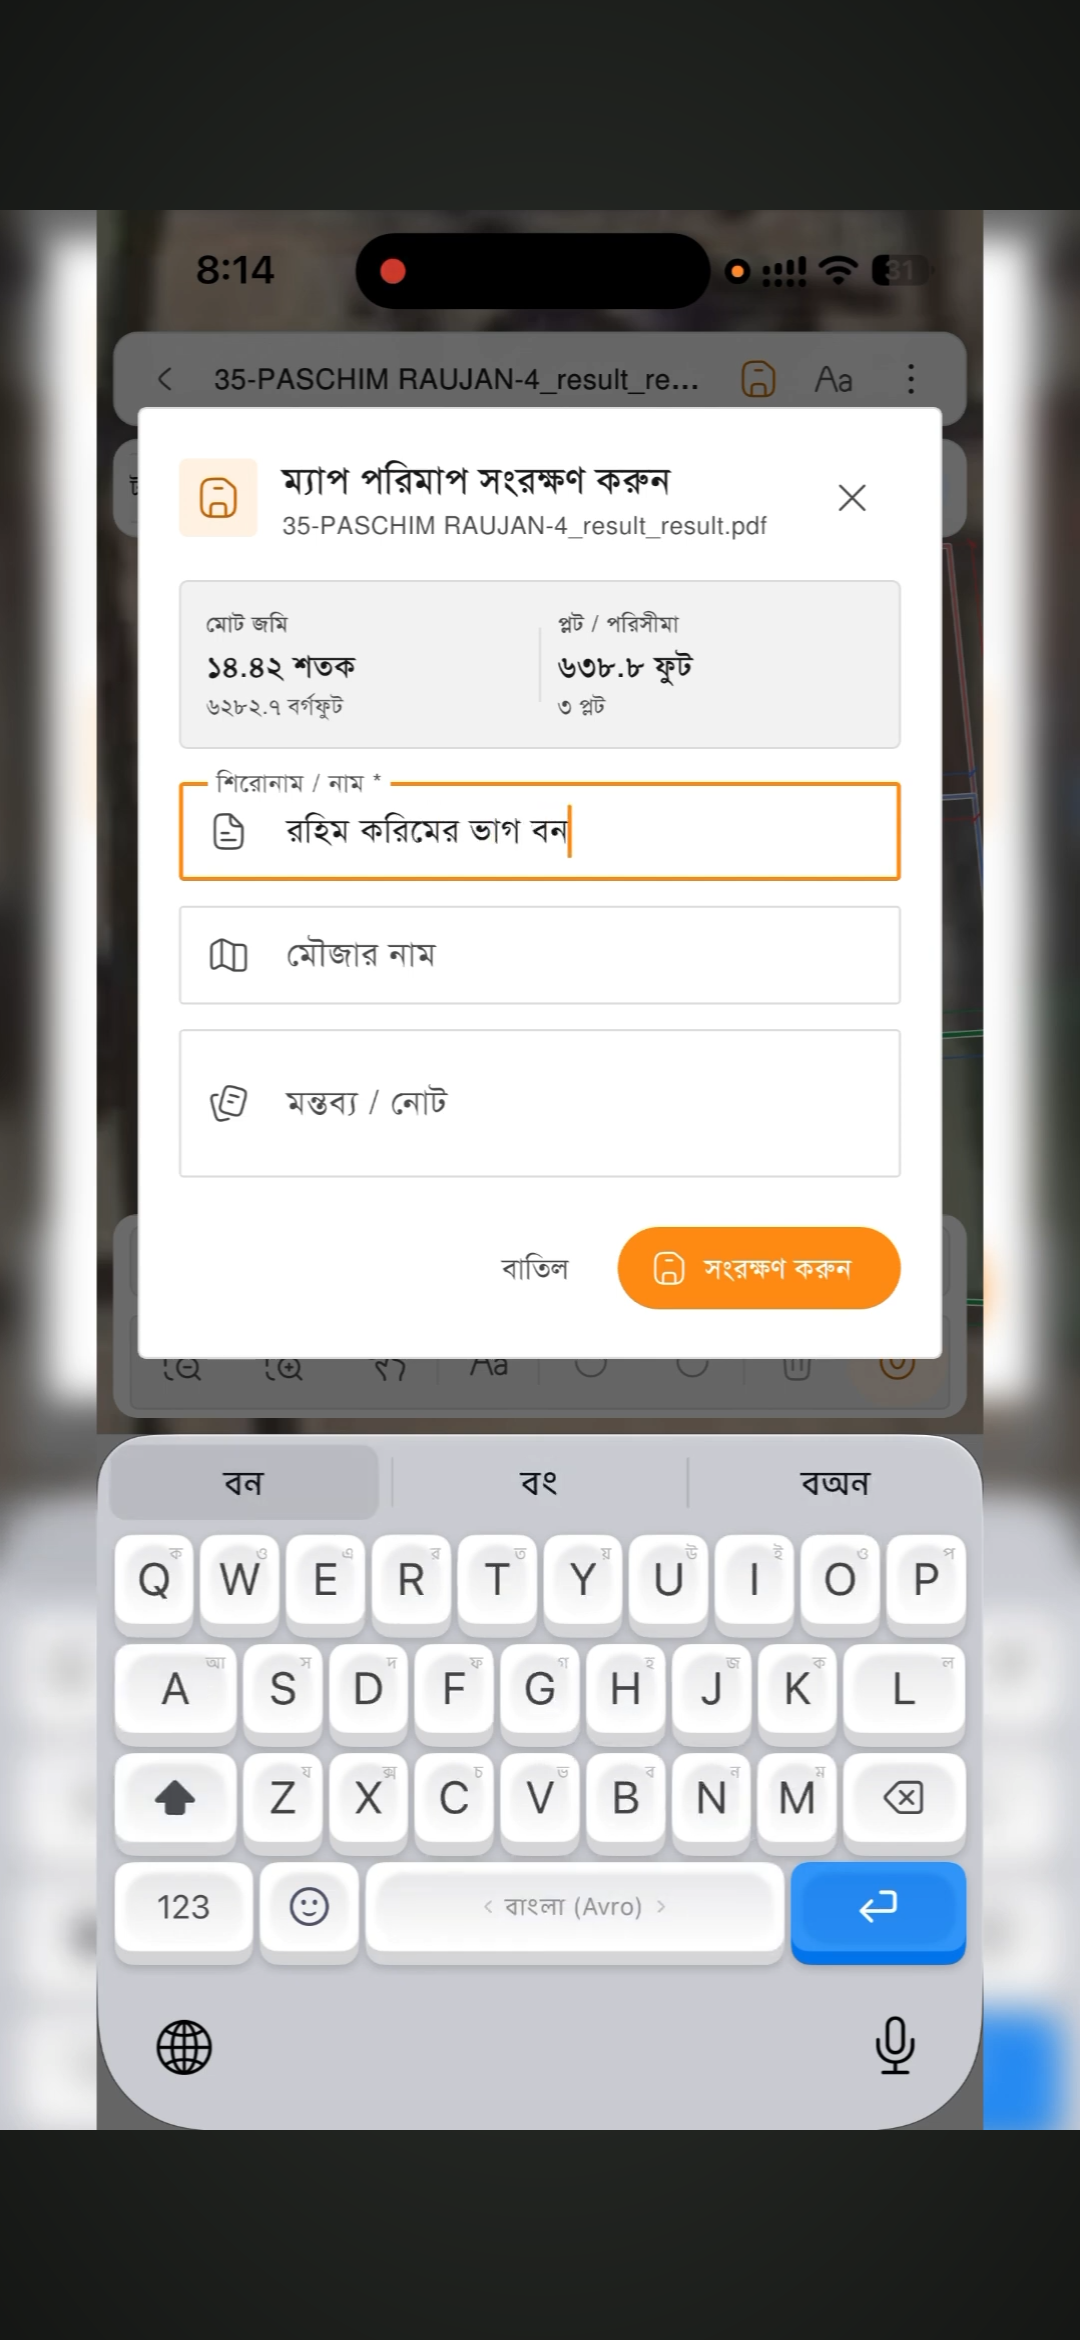 8:14
31
35-PASCHIM RAUJAN-4_result_re...
Aa
ম্যাপ পরিমাপ সংরক্ষণ করুন
35-PASCHIM RAUJAN-4_result_result.pdf
মোট জমি
প্লট / পরিসীমা
১৪.৪২ শতক
৬৩৮.৮ ফুট
৬২৮২.৭ বর্গফুট
৩ প্লট
শিরোনাম / নাম *
রহিম করিমের ভাগ বন
মৌজার নাম
মন্তব্য / নোট
বাতিল
সংরক্ষণ করুন
Aa
বন বং বঅন
Q ক W ও E এ R র T ত Y য় U উ I ই O ও P প
A আ S স D দ F ফ G গ H হ J জ K ক L ল
Z য X ক্স C চ V ভ B ব N ন M ম
123
বাংলা (Avro)